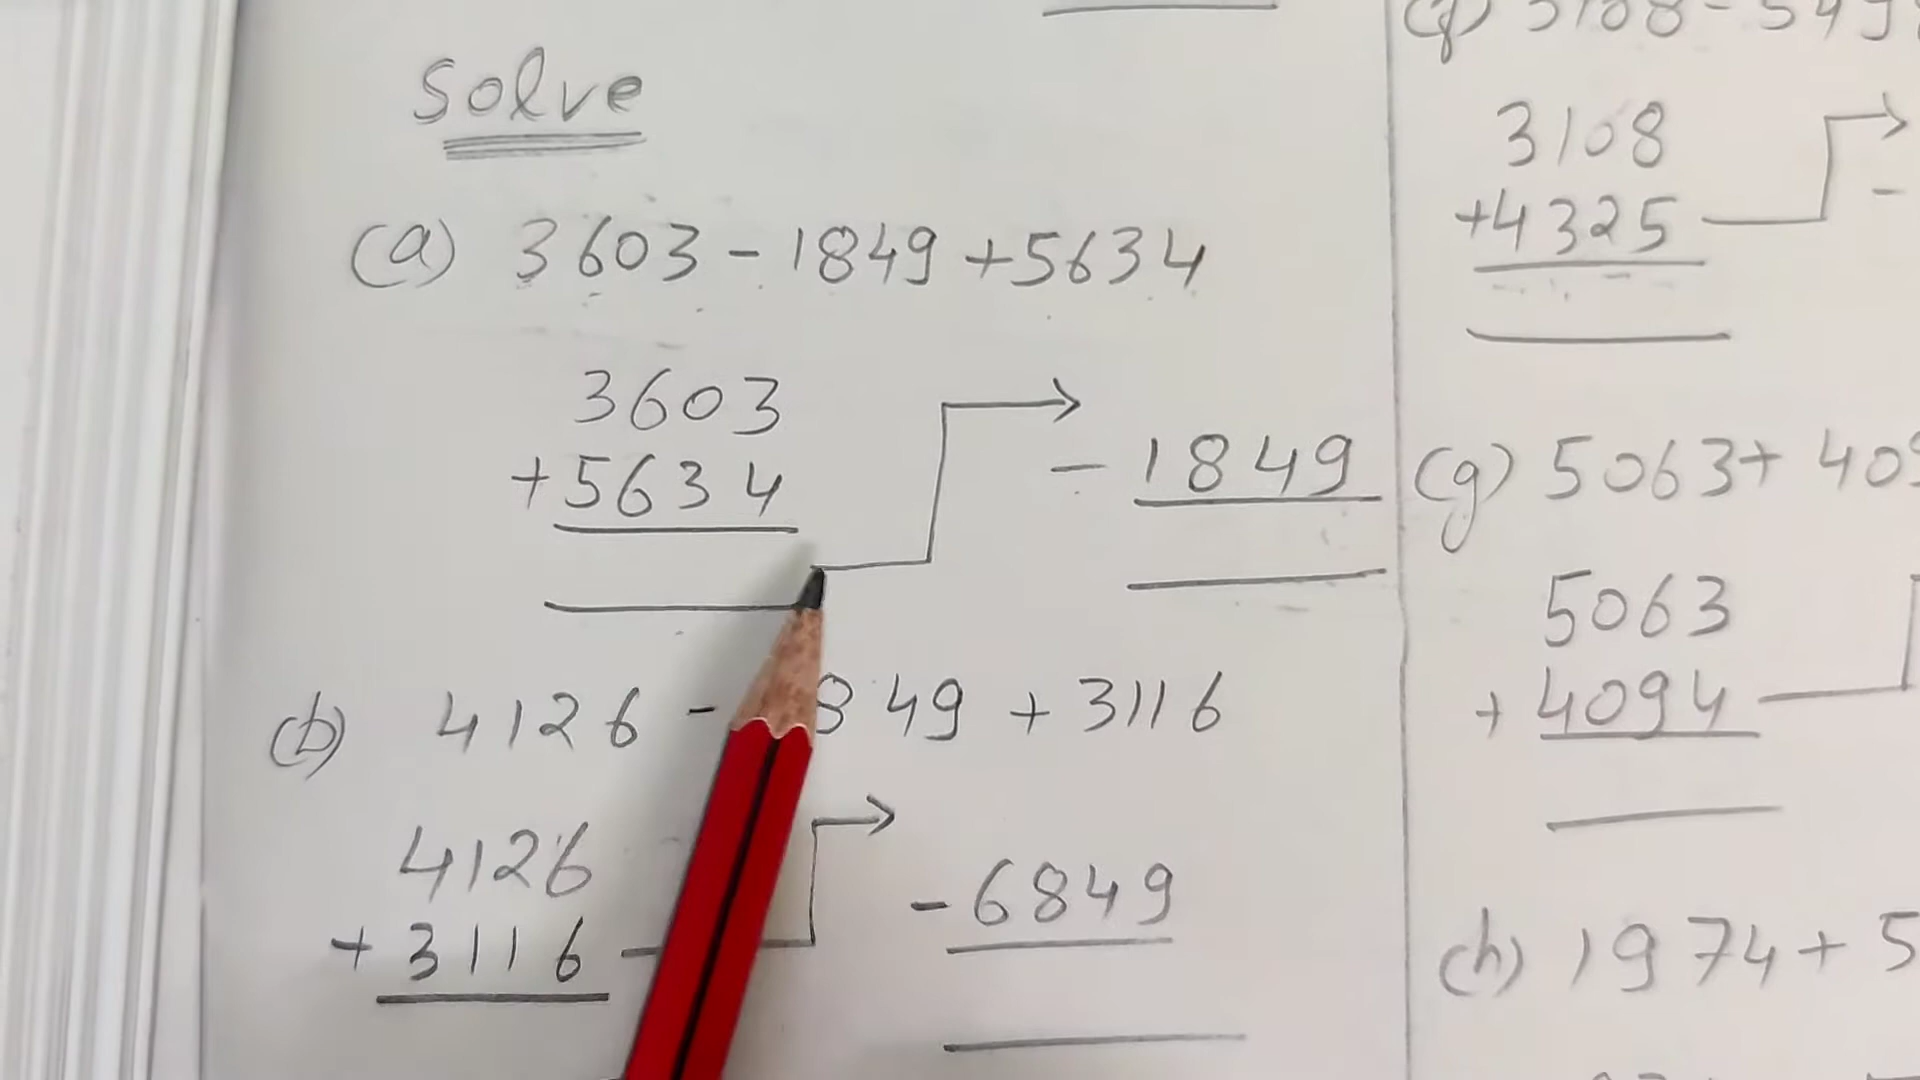 Solve
(a) 3603 - 1849 + 5634
3603
+5634
- 1849
(b) 4126 - 849 + 3116
4126
+3116
- 6849
3108
+4325
(g) 5063 + 40
5063
+ 4094
(h) 1974 + 5